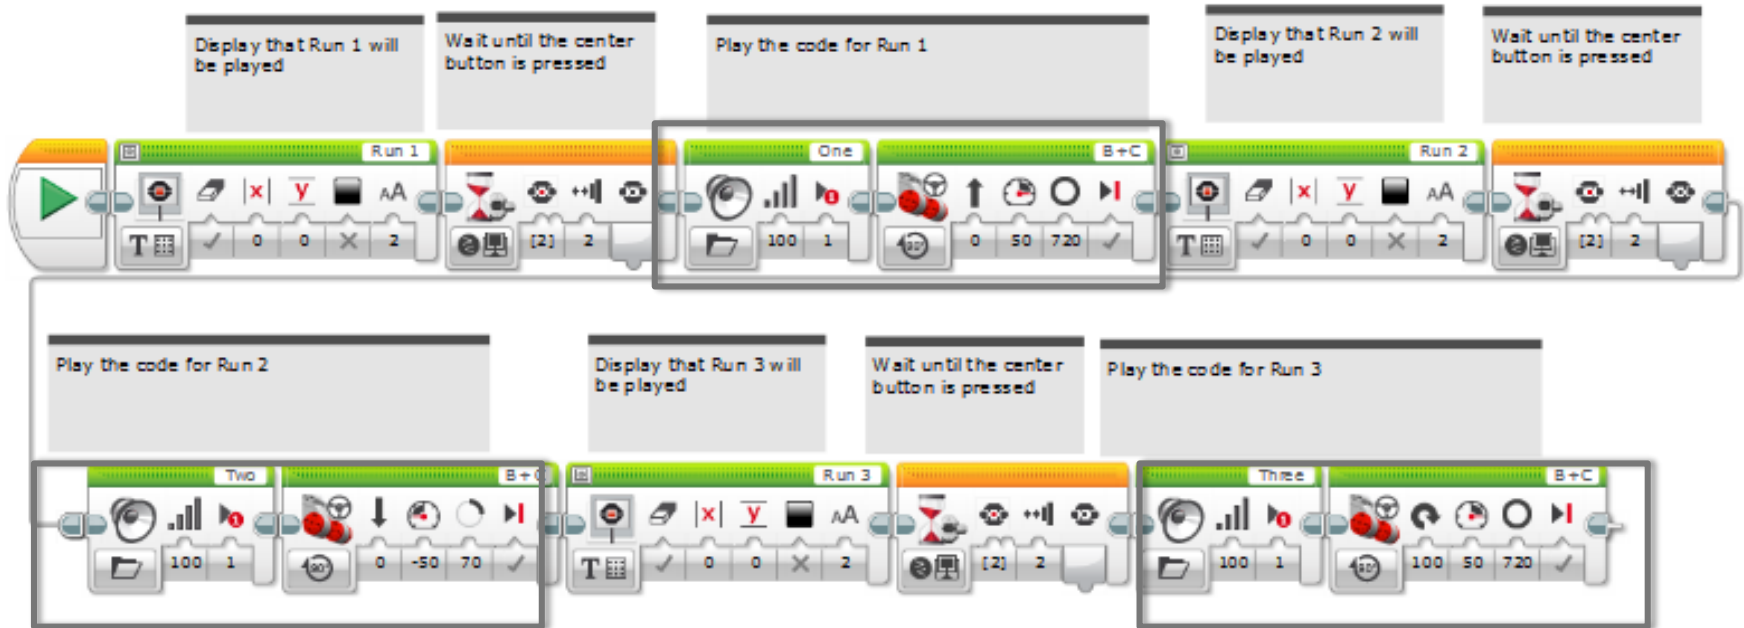 Display that Run 1 will
be played
Wait until the center
button is pressed
Play the code for Run 1
Display that Run 2 will
be played
Wait until the center
button is pressed
Run 1
One
B+C
Run 2
x y AA
x y AA
T 0 0 2
[2] 2
100 1
0 50 720
T 0 0 2
[2] 2
Play the code for Run 2
Display that Run 3 will
be played
Wait until the center
button is pressed
Play the code for Run 3
Two
B+C
Run 3
Three
B+C
x y AA
100 1
0 -50 70
T 0 0 2
[2] 2
100 1
100 50 720